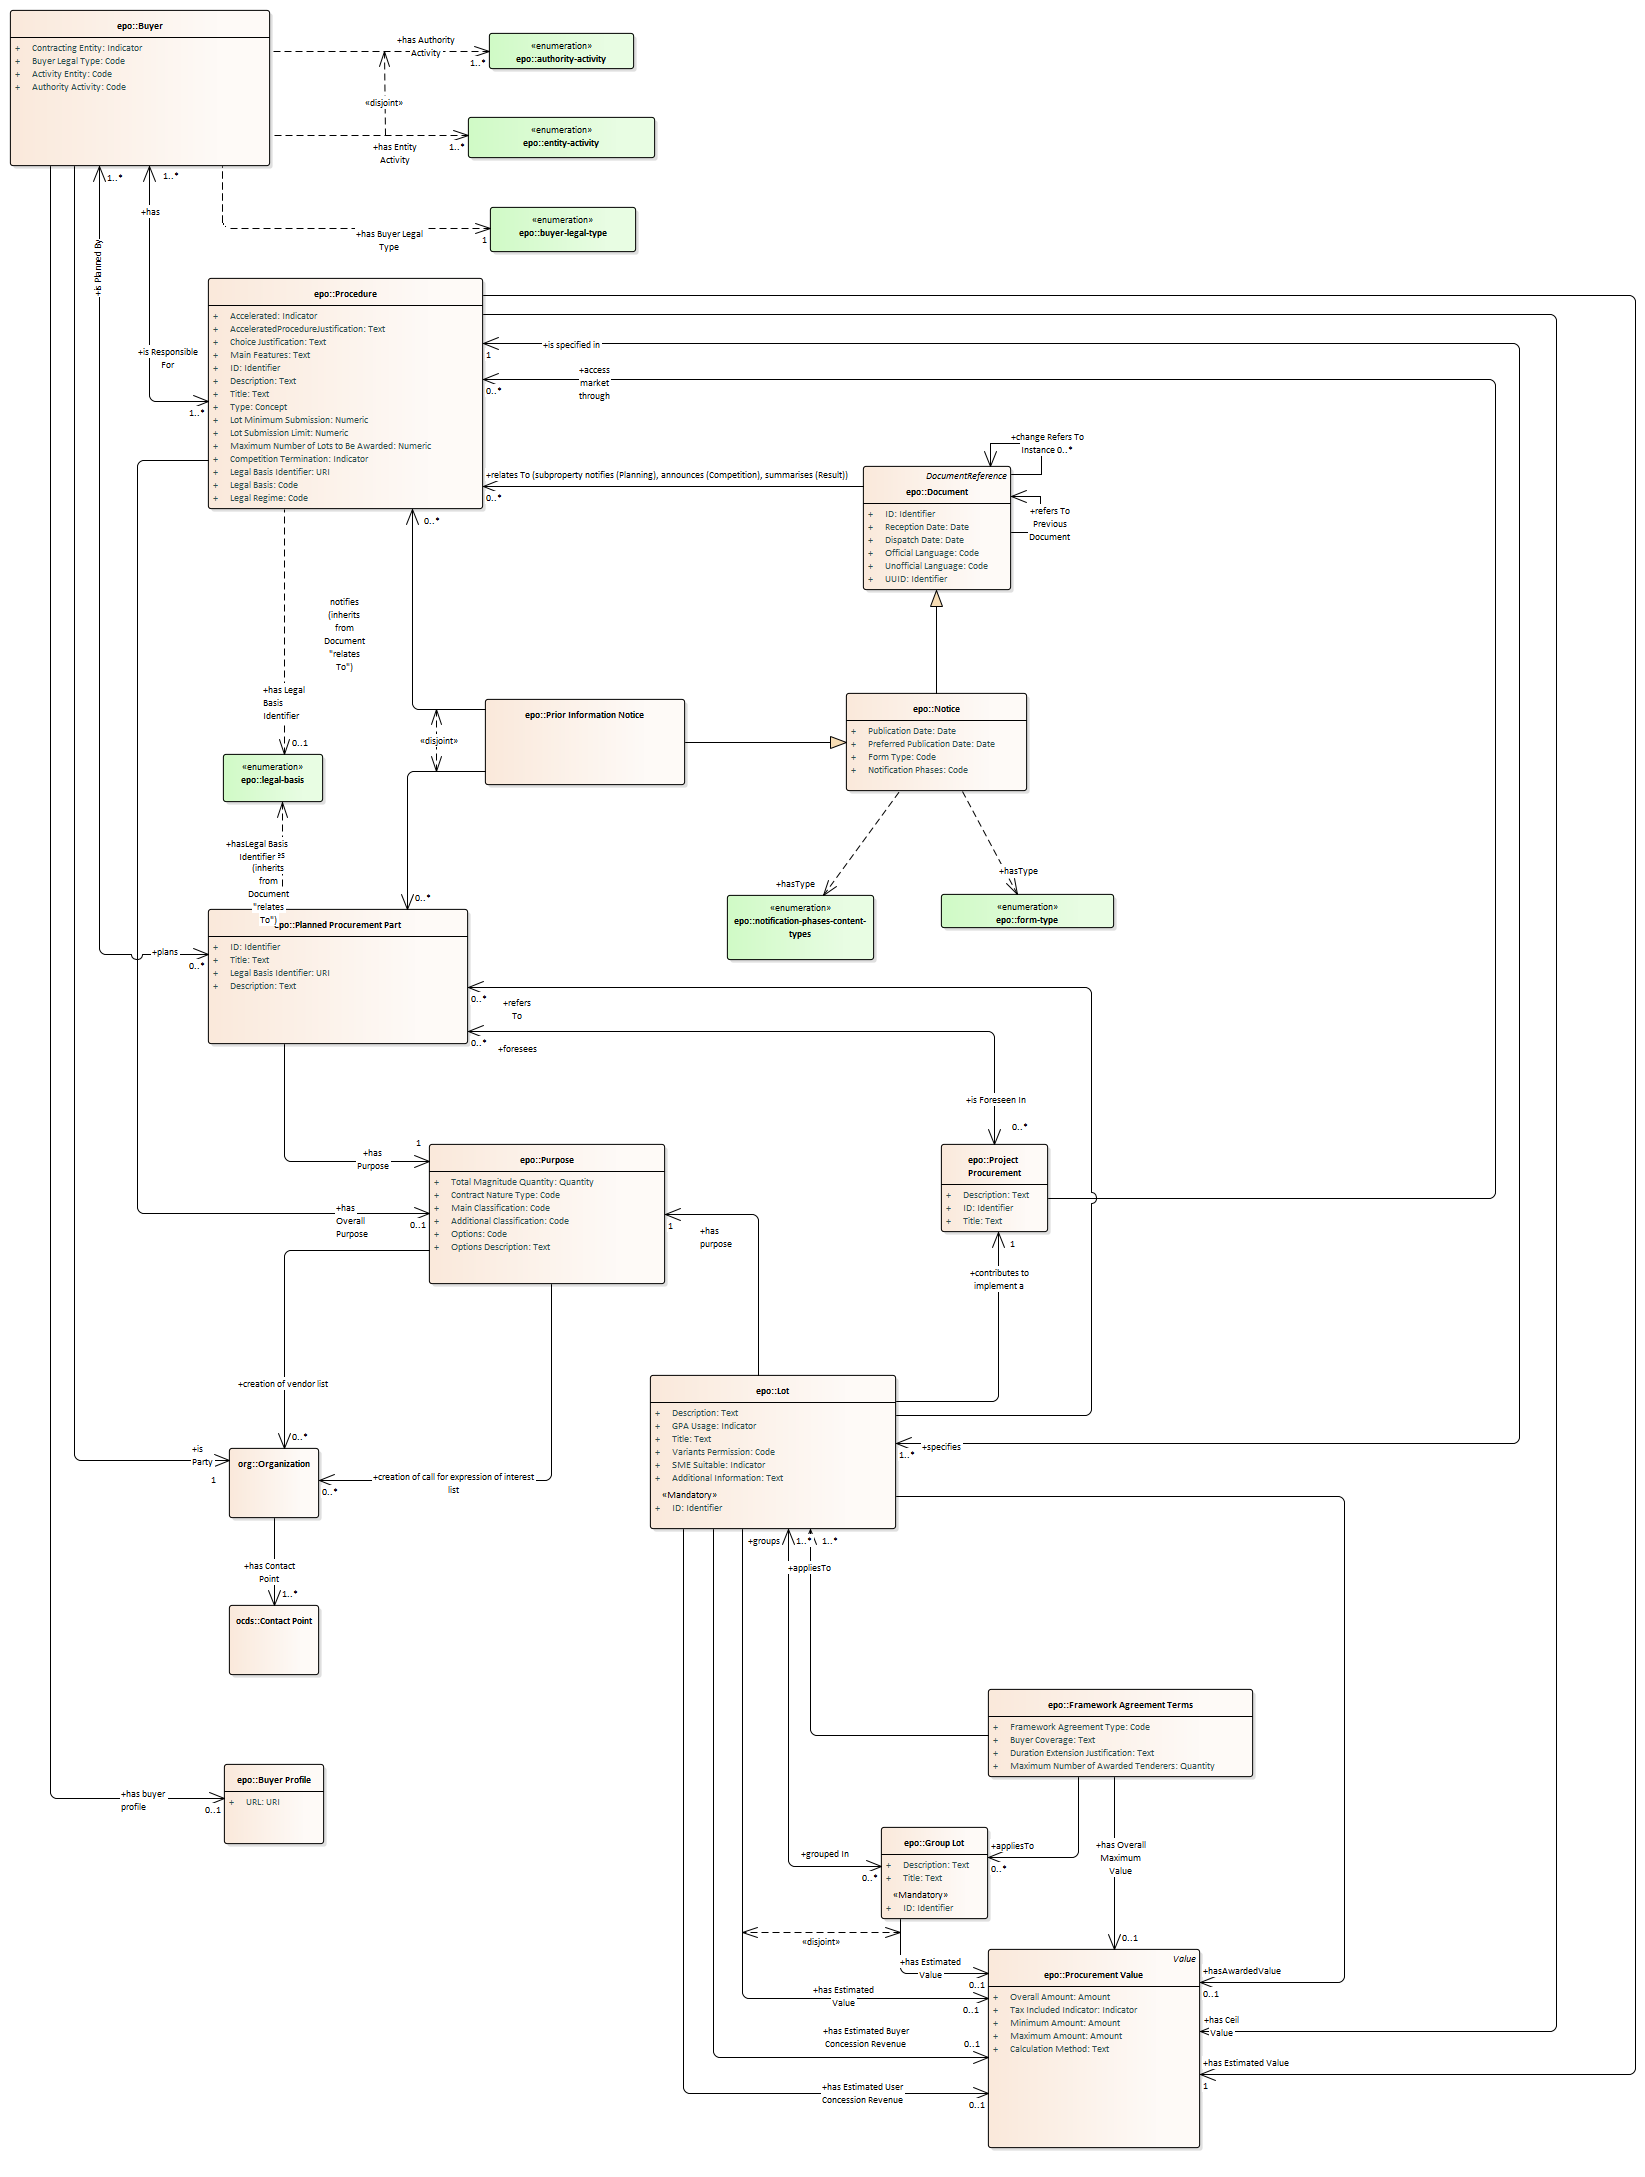 epo::Buyer
+ Contracting Entity: Indicator
+ Buyer Legal Type: Code
+ Activity Entity: Code
+ Authority Activity: Code
+has Authority
Activity
1..*
«enumeration»
epo::authority-activity
«disjoint»
+has Entity
Activity
1..*
«enumeration»
epo::entity-activity
1..*
1..*
+has
+is Planned By
+has Buyer Legal
Type
1
«enumeration»
epo::buyer-legal-type
epo::Procedure
+ Accelerated: Indicator
+ AcceleratedProcedureJustification: Text
+ Choice Justification: Text
+ Main Features: Text
+ ID: Identifier
+ Description: Text
+ Title: Text
+ Type: Concept
+ Lot Minimum Submission: Numeric
+ Lot Submission Limit: Numeric
+ Maximum Number of Lots to Be Awarded: Numeric
+ Competition Termination: Indicator
+ Legal Basis Identifier: URI
+ Legal Basis: Code
+ Legal Regime: Code
+is Responsible
For
1..*
+is specified in
1
+access
market
through
0..*
+change Refers To
Instance 0..*
+relates To (subproperty notifies (Planning), announces (Competition), summarises (Result))
0..*
DocumentReference
epo::Document
+ ID: Identifier
+ Reception Date: Date
+ Dispatch Date: Date
+ Official Language: Code
+ Unofficial Language: Code
+ UUID: Identifier
+refers To
Previous
Document
0..*
notifies
(inherits
from
Document
"relates
To")
+has Legal
Basis
Identifier
0..1
«enumeration»
epo::legal-basis
epo::Prior Information Notice
«disjoint»
epo::Notice
+ Publication Date: Date
+ Preferred Publication Date: Date
+ Form Type: Code
+ Notification Phases: Code
+hasType
+hasType
«enumeration»
epo::notification-phases-content-
types
«enumeration»
epo::form-type
+hasLegal Basis
Identifier es
(inherits
from
Document
"relates
To")
0..*
epo::Planned Procurement Part
+ ID: Identifier
+ Title: Text
+ Legal Basis Identifier: URI
+ Description: Text
+plans
0..*
0..*
+refers
To
0..*
+foresees
+is Foreseen In
0..*
epo::Project
Procurement
+ Description: Text
+ ID: Identifier
+ Title: Text
1
+has
Purpose
epo::Purpose
+ Total Magnitude Quantity: Quantity
+ Contract Nature Type: Code
+ Main Classification: Code
+ Additional Classification: Code
+ Options: Code
+ Options Description: Text
+has
Overall
Purpose
0..1
1
+has
purpose
1
+contributes to
implement a
+creation of vendor list
0..*
+is
Party
1
org::Organization
+creation of call for expression of interest
list
0..*
epo::Lot
+ Description: Text
+ GPA Usage: Indicator
+ Title: Text
+ Variants Permission: Code
+ SME Suitable: Indicator
+ Additional Information: Text
«Mandatory»
+ ID: Identifier
+specifies
1..*
+groups
1..*
1..*
+appliesTo
+has Contact
Point
1..*
ocds::Contact Point
epo::Framework Agreement Terms
+ Framework Agreement Type: Code
+ Buyer Coverage: Text
+ Duration Extension Justification: Text
+ Maximum Number of Awarded Tenderers: Quantity
+has buyer
profile
0..1
epo::Buyer Profile
+ URL: URI
+grouped In
0..*
epo::Group Lot
+ Description: Text
+ Title: Text
«Mandatory»
+ ID: Identifier
+appliesTo
0..*
+has Overall
Maximum
Value
0..1
«disjoint»
+has Estimated
Value
0..1
+has Estimated
Value
0..1
+has Estimated Buyer
Concession Revenue
0..1
+has Estimated User
Concession Revenue
0..1
Value
epo::Procurement Value
+ Overall Amount: Amount
+ Tax Included Indicator: Indicator
+ Minimum Amount: Amount
+ Maximum Amount: Amount
+ Calculation Method: Text
+hasAwardedValue
0..1
+has Ceil
Value
+has Estimated Value
1